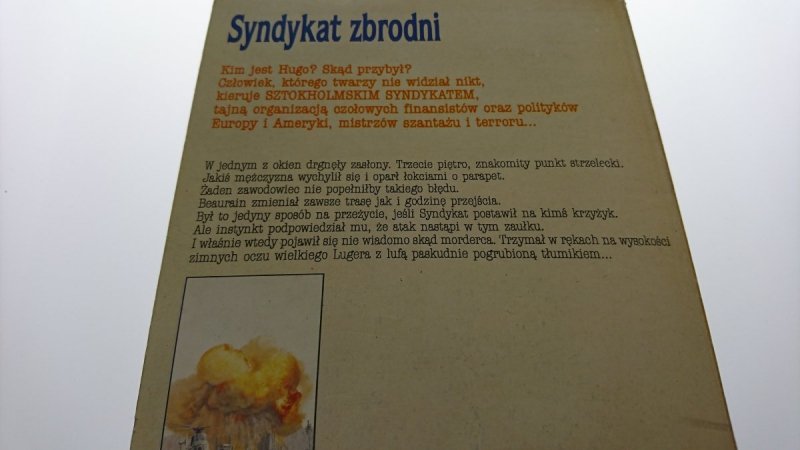 Syndykat zbrodni
Kim jest Hugo? Skąd przybył?
Człowiek, którego twarzy nie widział nikt,
kieruje SZTOKHOLMSKIM SYNDYKATEM,
tajną organizacją czołowych finansistów oraz polityków
Europy i Ameryki, mistrzów szantażu i terroru...
W jednym z okien drgnęły zasłony. Trzecie piętro, znakomity punkt strzelecki.
Jakiś mężczyzna wychylił się i oparł łokciami o parapet.
Żaden zawodowiec nie popełniłby takiego błędu.
Beaurain zmieniał zawsze trasę jak i godzinę przejścia.
Był to jedyny sposób na przeżycie, jeśli Syndykat postawił na kimś krzyżyk.
Ale instynkt podpowiedział mu, że atak nastąpi w tym zaułku.
I właśnie wtedy pojawił się nie wiadomo skąd morderca. Trzymał w rękach na wysokości
zimnych oczu wielkiego Lugera z lufą paskudnie pogrubioną tłumikiem...